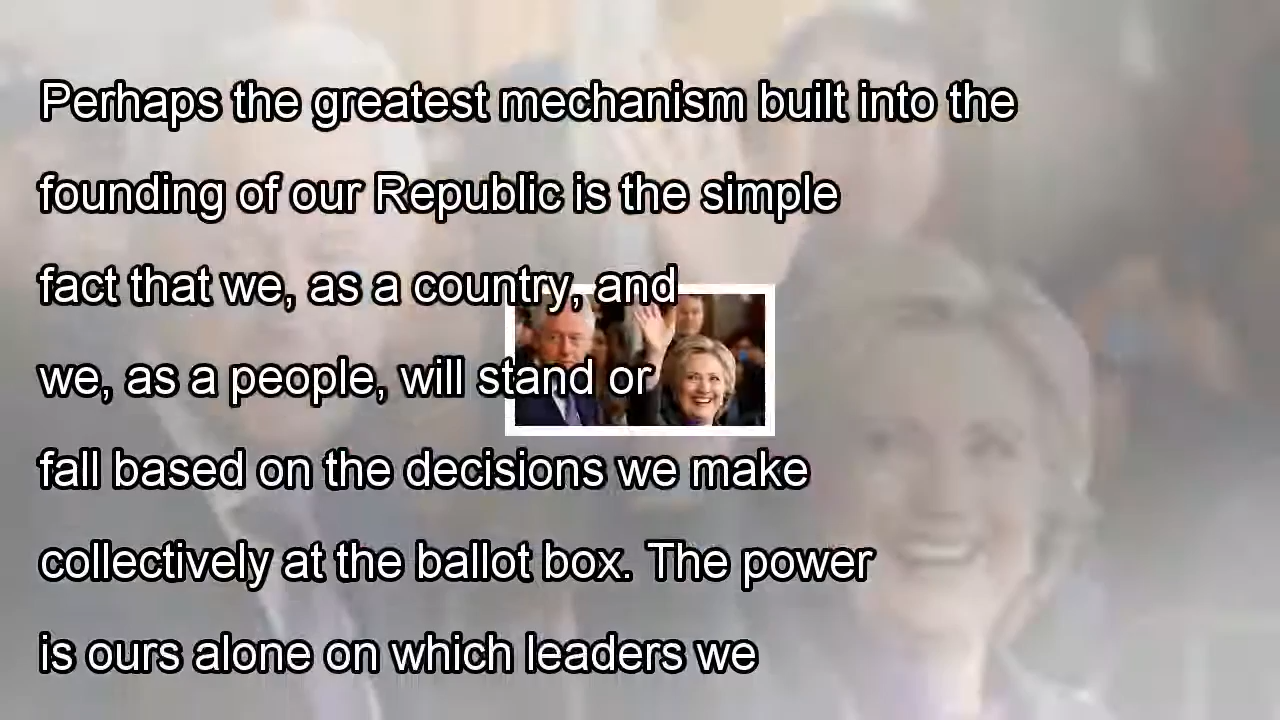 Perhaps the greatest mechanism built into the
founding of our Republic is the simple
fact that we, as a country, and
we, as a people, will stand or
fall based on the decisions we make
collectively at the ballot box. The power
is ours alone on which leaders we